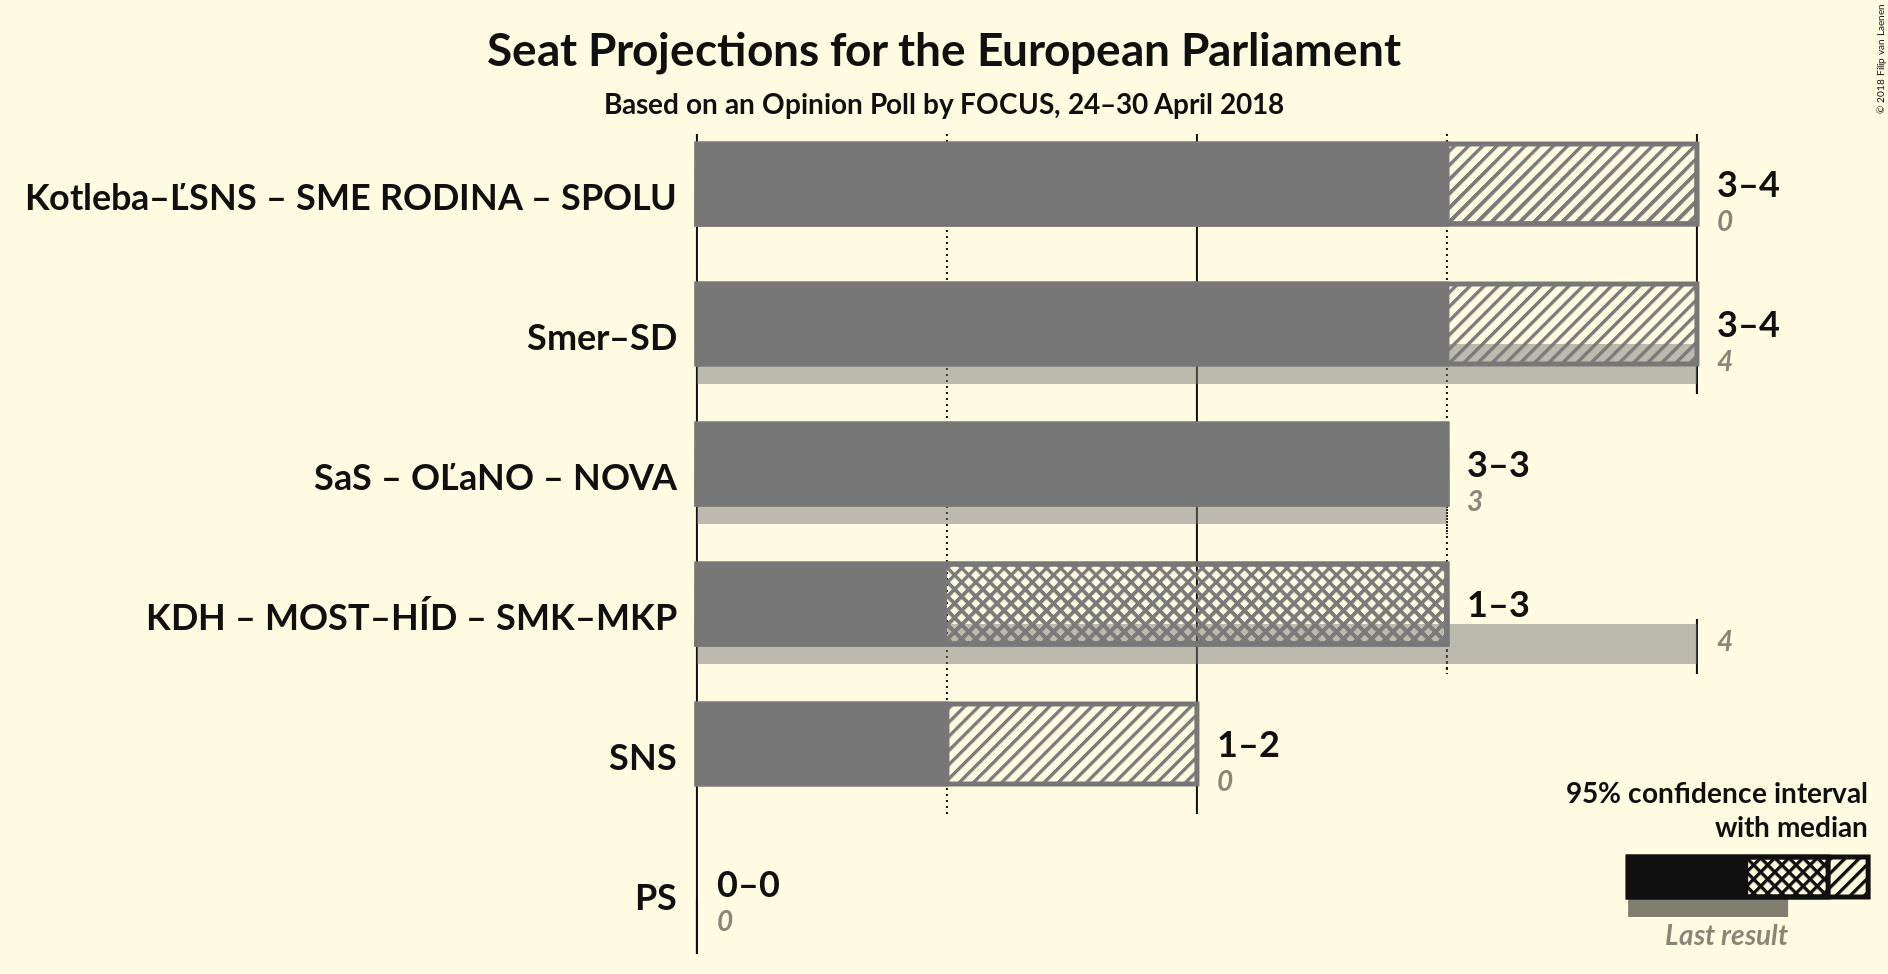 Seat Projections for the European Parliament
Based on an Opinion Poll by FOCUS, 24–30 April 2018
© 2018 Filip van Laenen
Kotleba–ĽSNS – SME RODINA – SPOLU
3–4
0
Smer–SD
3–4
4
SaS – OĽaNO – NOVA
3–3
3
KDH – MOST–HÍD – SMK–MKP
1–3
4
SNS
1–2
0
PS
0–0
0
95% confidence interval
with median
Last result